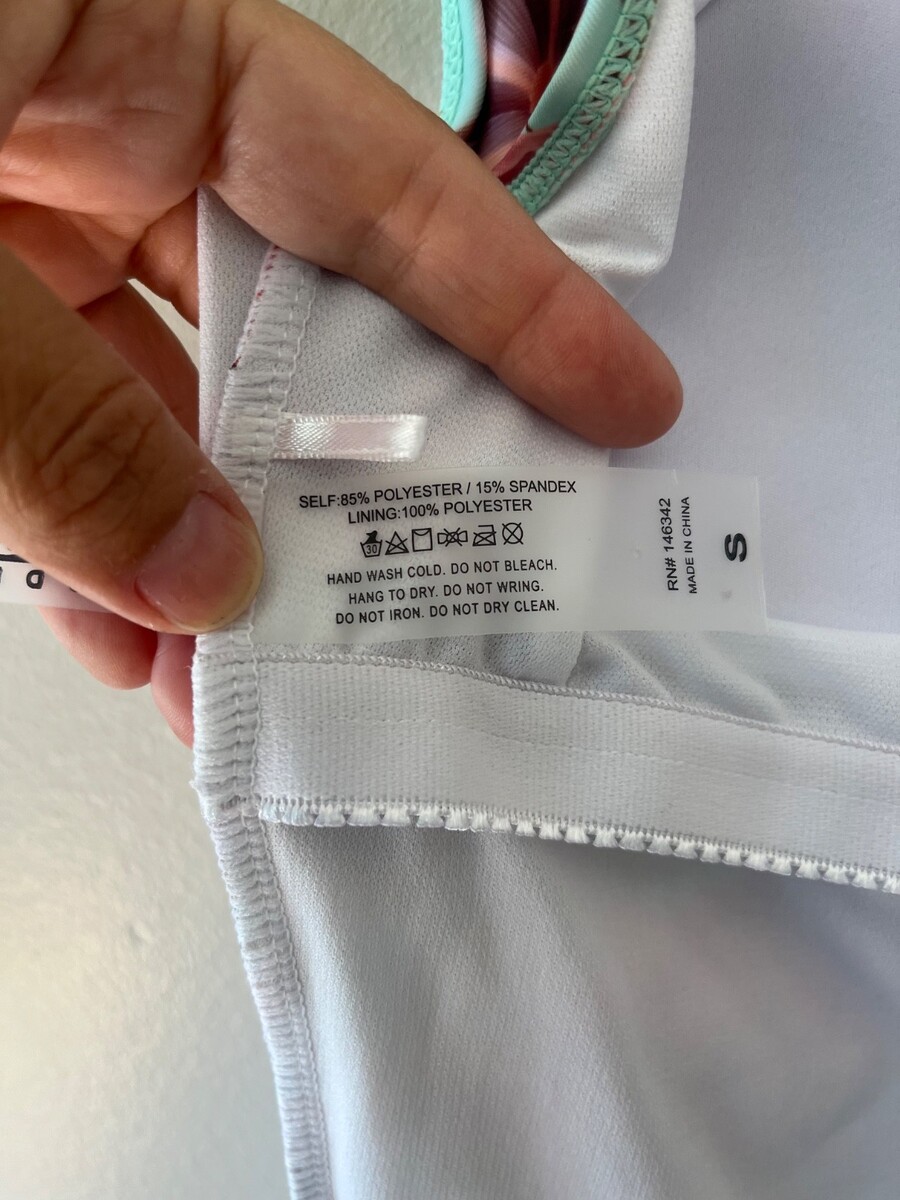 SELF:85% POLYESTER / 15% SPANDEX
LINING:100% POLYESTER
30
HAND WASH COLD. DO NOT BLEACH.
HANG TO DRY. DO NOT WRING.
DO NOT IRON. DO NOT DRY CLEAN.
RN# 146342
MADE IN CHINA
S